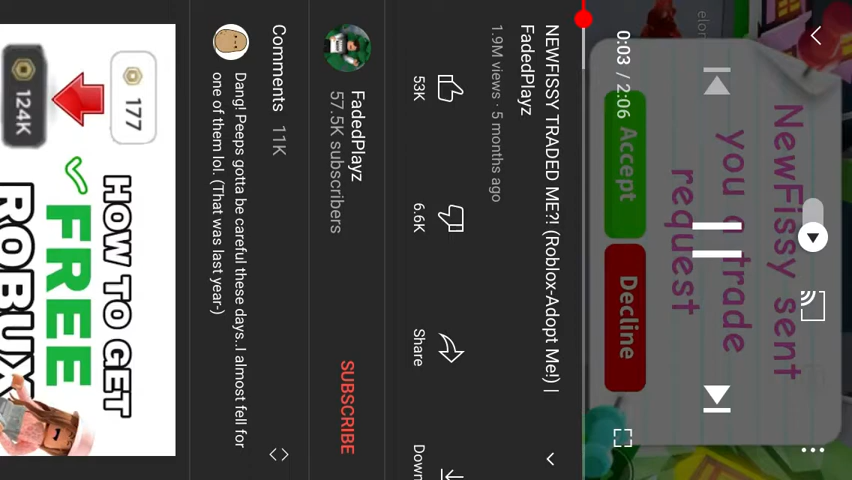 elon
NewFissy sent
you a trade
request
Accept
Decline
0:03 / 2:06
NEWFISSY TRADED ME?! (Roblox-Adopt Me!) |
FadedPlayz
1.9M views · 5 months ago
53K
6.6K
Share
Down
FadedPlayz
57.5K subscribers
SUBSCRIBE
Comments 11K
Dang! Peeps gotta be careful these days..I almost fell for
one of them lol. (That was last year-)
177
124K
HOW TO GET
FREE
ROBUX